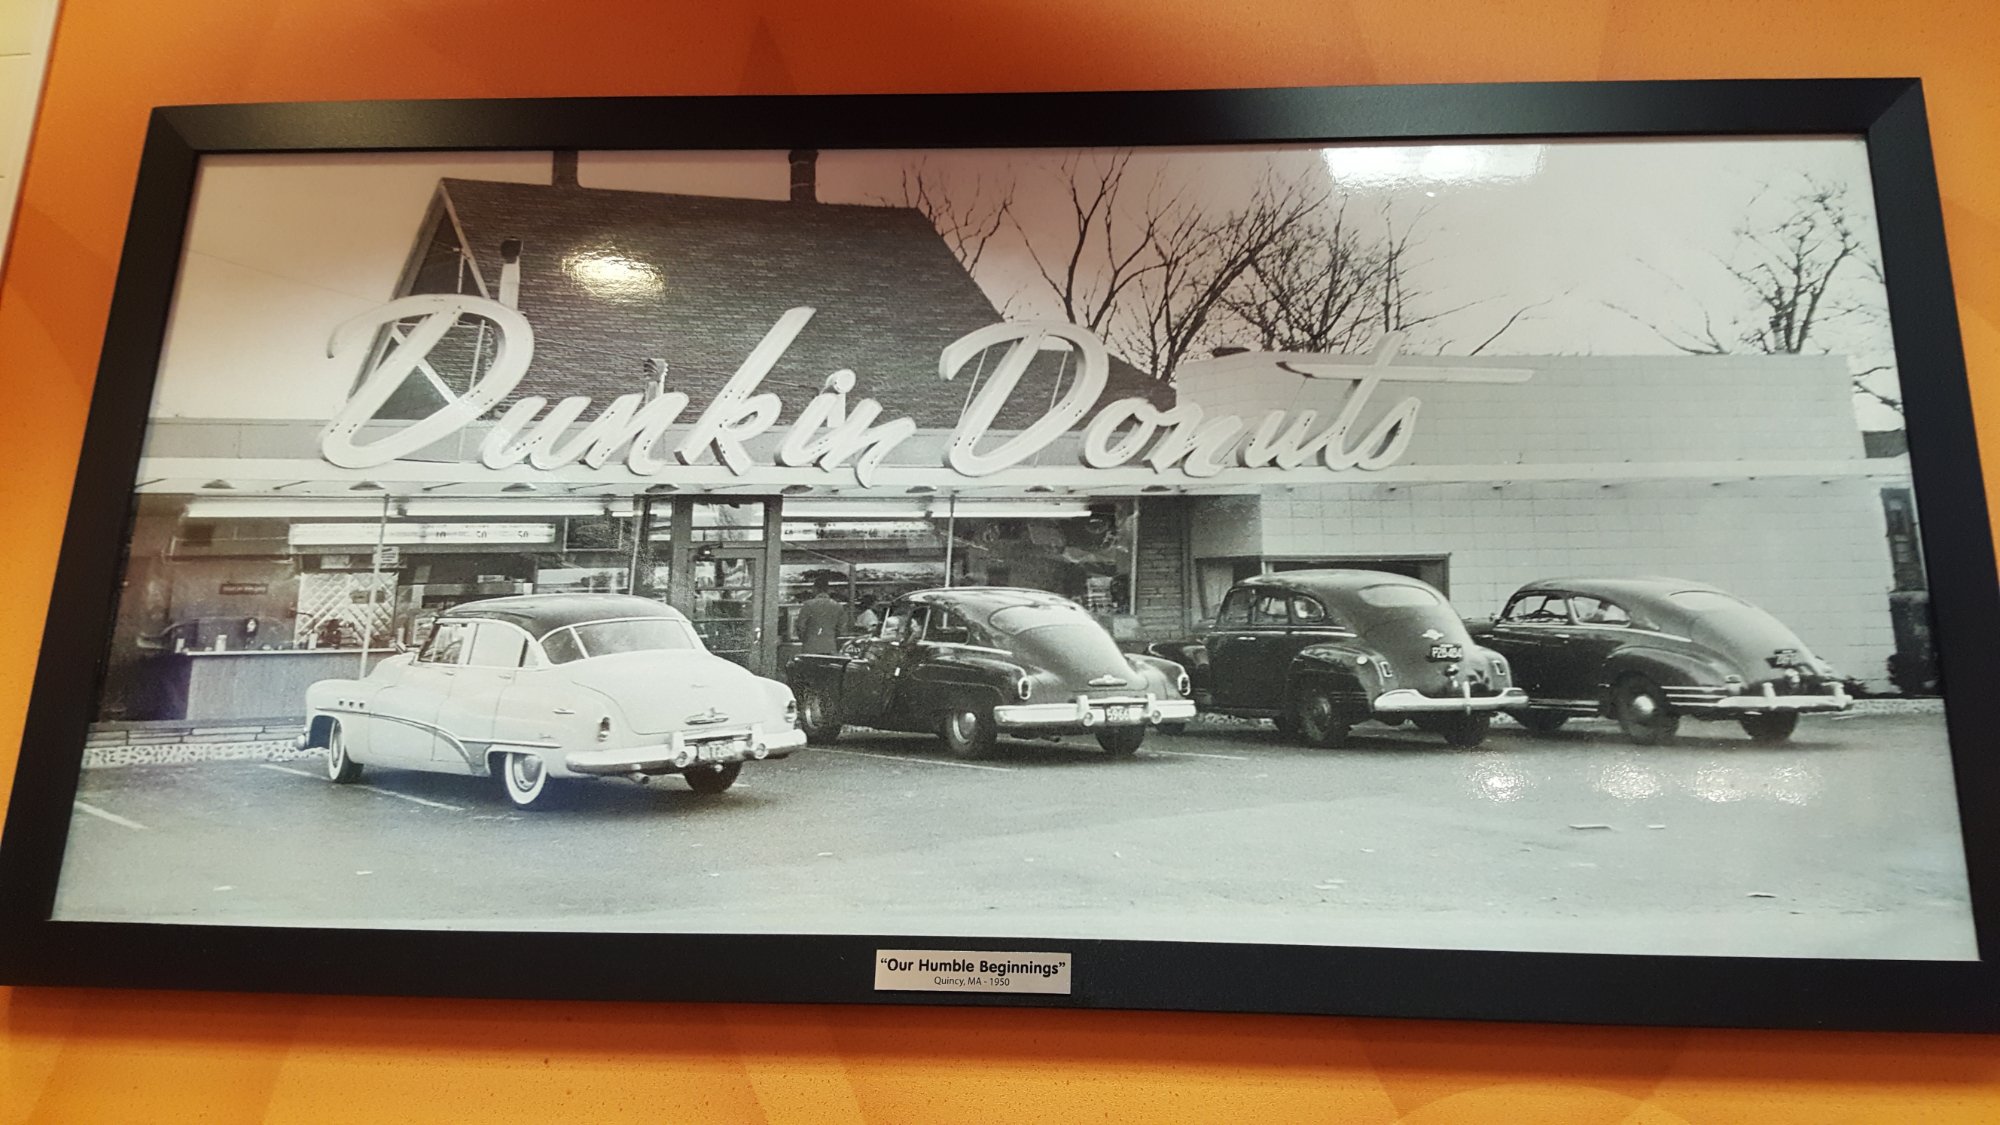 Dunkin Donuts
“Our Humble Beginnings”
Quincy, MA - 1950